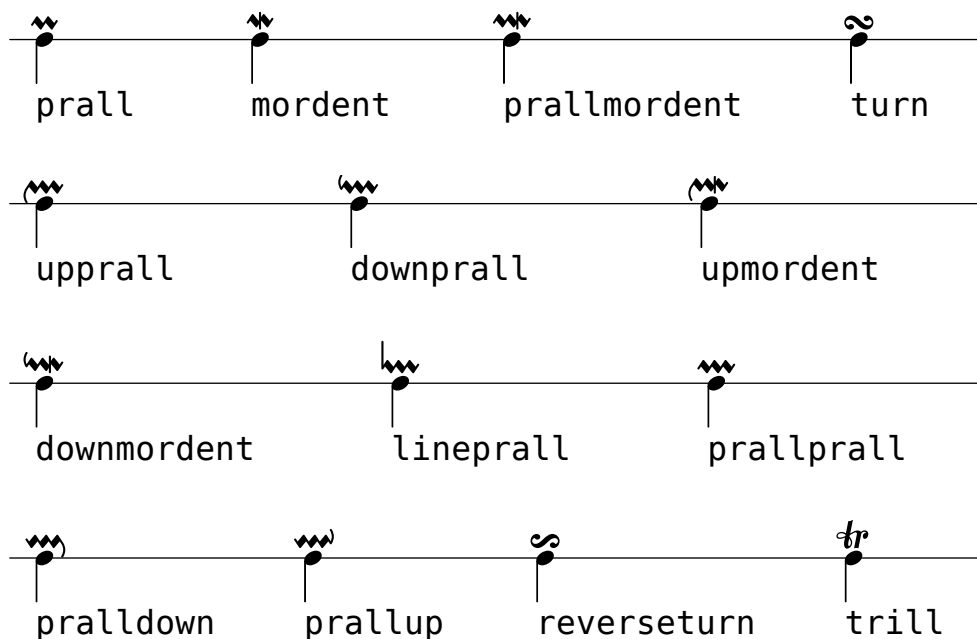 prall mordent prallmordent turn
upprall downprall upmordent
downmordent lineprall prallprall
pralldown prallup reverseturn trill